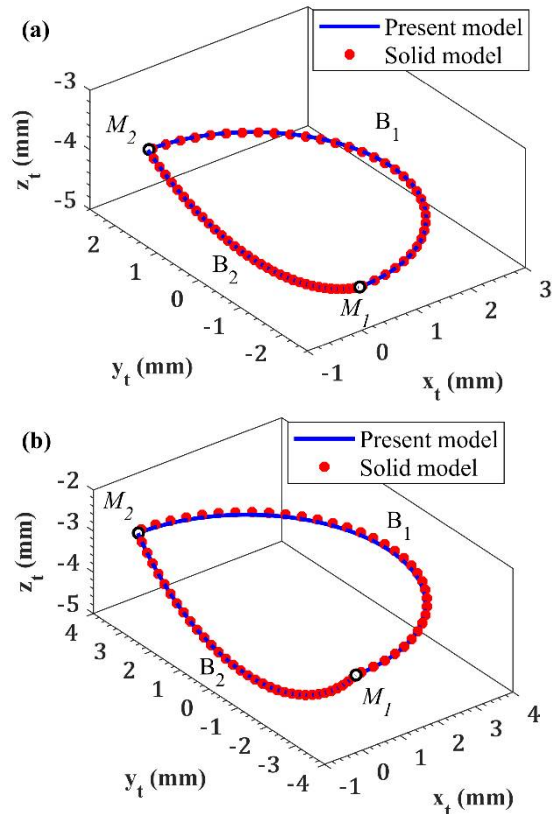 (a)
Present model
Solid model
-3
-4
-5
z_t (mm)
M_2
B_1
B_2
M_1
2
1
0
-1
-2
y_t (mm)
-1
0
1
2
3
x_t (mm)
(b)
Present model
Solid model
-2
-3
-4
-5
z_t (mm)
M_2
B_1
B_2
M_1
4
3
2
1
0
-1
-2
-3
-4
y_t (mm)
-1
0
1
2
3
4
x_t (mm)